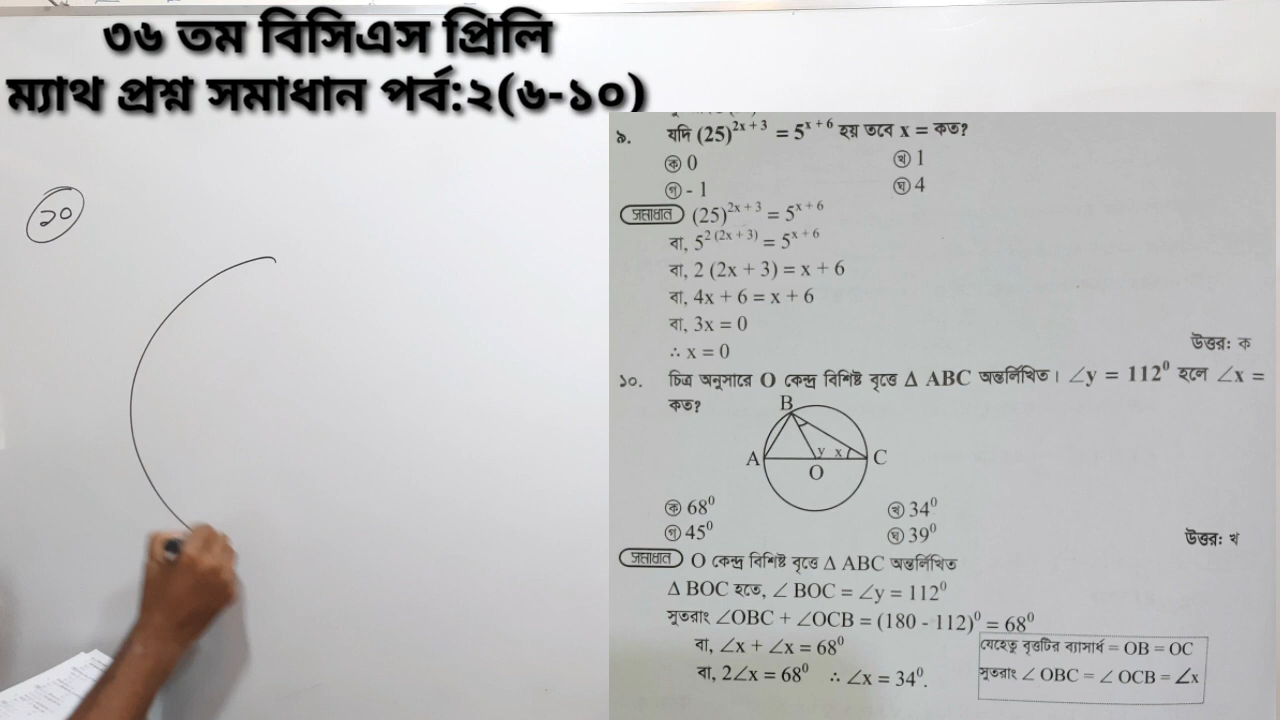 ৩৬ তম বিসিএস প্রিলি
ম্যাথ প্রশ্ন সমাধান পর্ব:২(৬-১০)
১০
৯. যদি (25)^{2x + 3} = 5^{x + 6} হয় তবে x = কত?
ক 0 খ 1
গ - 1 ঘ 4
সমাধান (25)^{2x + 3} = 5^{x + 6}
বা, 5^{2 (2x + 3)} = 5^{x + 6}
বা, 2 (2x + 3) = x + 6
বা, 4x + 6 = x + 6
বা, 3x = 0
∴ x = 0 উত্তর: ক
১০. চিত্র অনুসারে O কেন্দ্র বিশিষ্ট বৃত্তে Δ ABC অন্তর্লিখিত। ∠y = 112⁰ হলে ∠x =
কত?
B
A y x C
O
ক 68⁰ খ 34⁰
গ 45⁰ ঘ 39⁰ উত্তর: খ
সমাধান O কেন্দ্র বিশিষ্ট বৃত্তে Δ ABC অন্তর্লিখিত
Δ BOC হতে, ∠ BOC = ∠y = 112⁰
সুতরাং ∠OBC + ∠OCB = (180 - 112)⁰ = 68⁰
বা, ∠x + ∠x = 68⁰
বা, 2∠x = 68⁰ ∴ ∠x = 34⁰.
যেহেতু বৃত্তটির ব্যাসার্ধ = OB = OC
সুতরাং ∠ OBC = ∠ OCB = ∠x